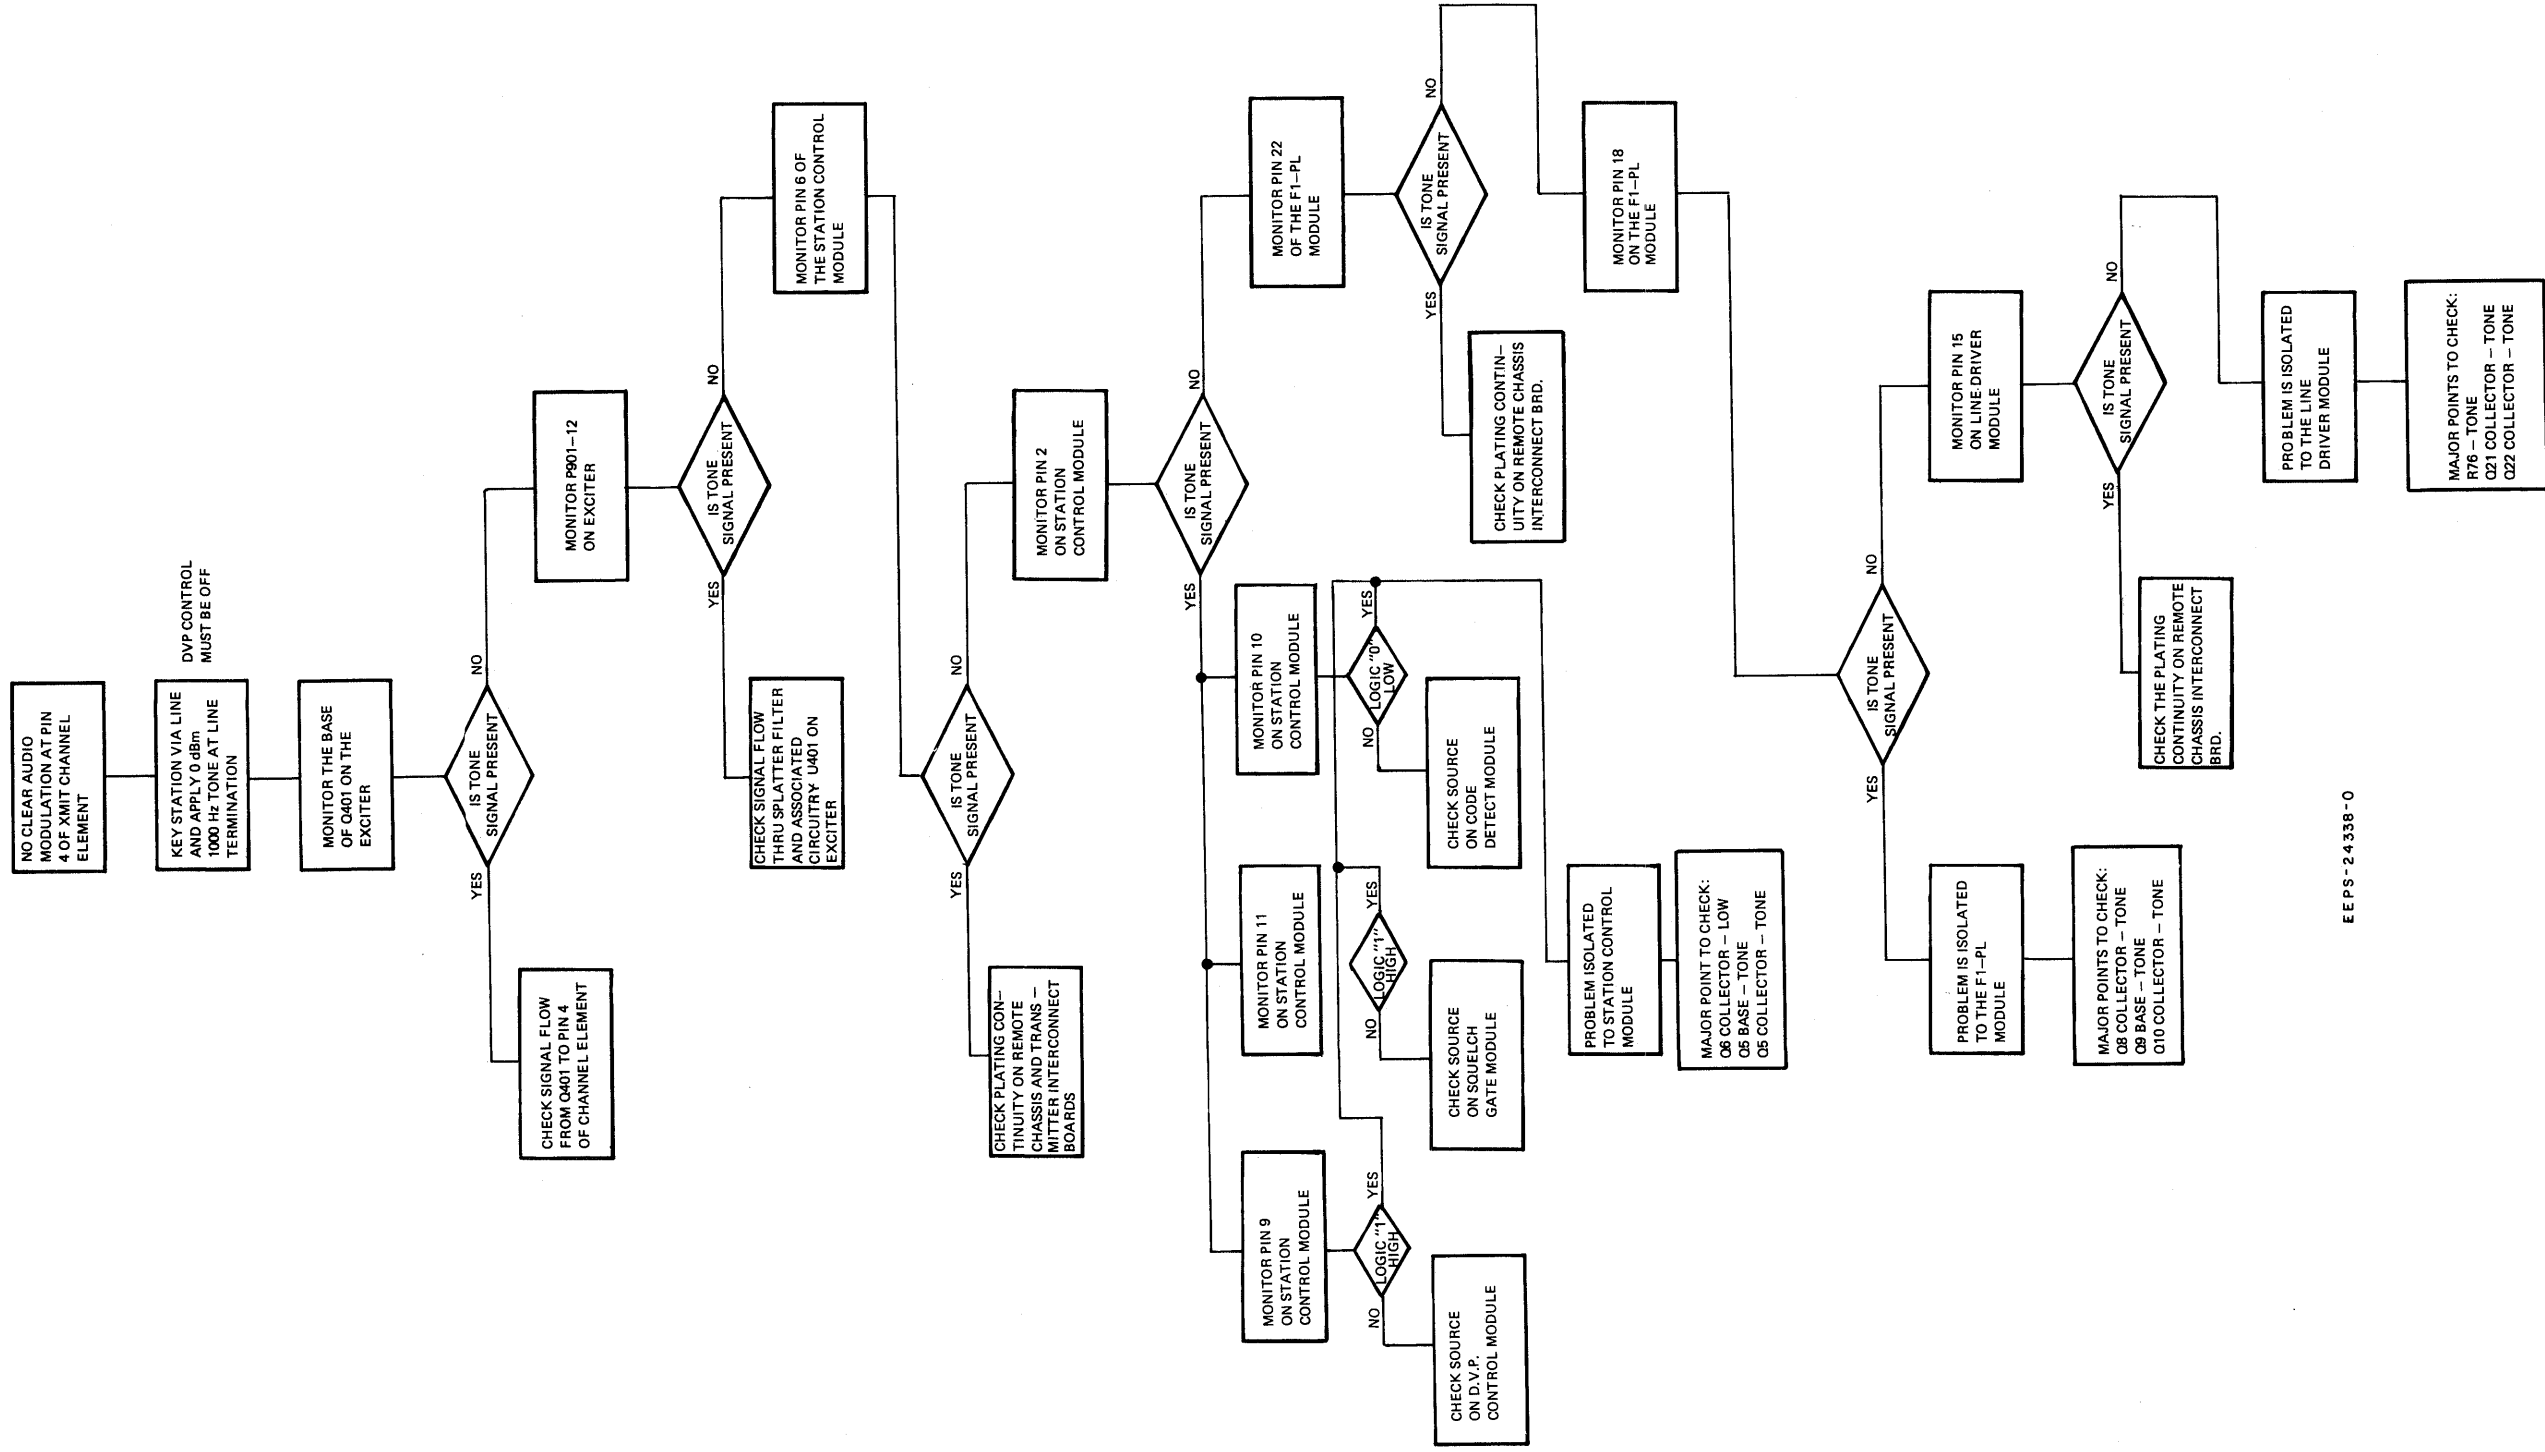 NO CLEAR AUDIO
MODULATION AT PIN
4 OF XMIT CHANNEL
ELEMENT
DVP CONTROL
MUST BE OFF
KEY STATION VIA LINE
AND APPLY 0 dBm
1000 Hz TONE AT LINE
TERMINATION
MONITOR THE BASE
OF Q401 ON THE
EXCITER
IS TONE
SIGNAL PRESENT
YES
NO
CHECK SIGNAL FLOW
FROM Q401 TO PIN 4
OF CHANNEL ELEMENT
MONITOR P901-12
ON EXCITER
IS TONE
SIGNAL PRESENT
YES
NO
CHECK SIGNAL FLOW
THRU SPLATTER FILTER
AND ASSOCIATED
CIRCUITRY U401 ON
EXCITER
MONITOR PIN 6 OF
THE STATION CONTROL
MODULE
IS TONE
SIGNAL PRESENT
YES
NO
CHECK PLATING CON-
TINUITY ON REMOTE
CHASSIS AND TRANS-
MITTER INTERCONNECT
BOARDS
MONITOR PIN 2
ON STATION
CONTROL MODULE
IS TONE
SIGNAL PRESENT
YES
NO
MONITOR PIN 9
ON STATION
CONTROL MODULE
LOGIC "1"
HIGH
NO
YES
CHECK SOURCE
ON D.V.P.
CONTROL MODULE
MONITOR PIN 11
ON STATION
CONTROL MODULE
LOGIC "1"
HIGH
NO
YES
CHECK SOURCE
ON SQUELCH
GATE MODULE
MONITOR PIN 10
ON STATION
CONTROL MODULE
LOGIC "0"
LOW
NO
YES
CHECK SOURCE
ON CODE
DETECT MODULE
PROBLEM ISOLATED
TO STATION CONTROL
MODULE
MAJOR POINT TO CHECK:
Q6 COLLECTOR – LOW
Q5 BASE – TONE
Q5 COLLECTOR – TONE
MONITOR PIN 22
OF THE F1-PL
MODULE
IS TONE
SIGNAL PRESENT
YES
NO
CHECK PLATING CONTIN-
UITY ON REMOTE CHASSIS
INTERCONNECT BRD.
MONITOR PIN 18
ON THE F1-PL
MODULE
IS TONE
SIGNAL PRESENT
YES
NO
PROBLEM IS ISOLATED
TO THE F1-PL
MODULE
MAJOR POINTS TO CHECK:
Q8 COLLECTOR – TONE
Q9 BASE – TONE
Q10 COLLECTOR – TONE
MONITOR PIN 15
ON LINE-DRIVER
MODULE
IS TONE
SIGNAL PRESENT
YES
NO
CHECK THE PLATING
CONTINUITY ON REMOTE
CHASSIS INTERCONNECT
BRD.
PROBLEM IS ISOLATED
TO THE LINE
DRIVER MODULE
MAJOR POINTS TO CHECK:
R76 – TONE
Q21 COLLECTOR – TONE
Q22 COLLECTOR – TONE
EEPS-24338-O